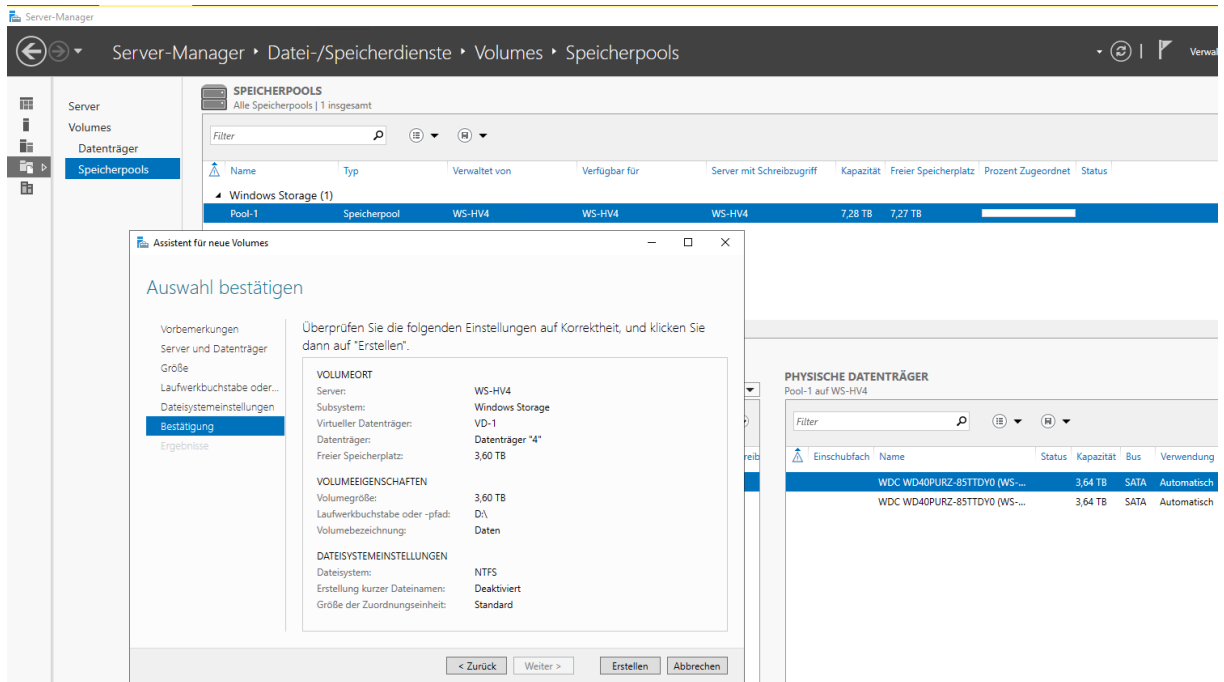 Server-Manager
Server-Manager ‣ Datei-/Speicherdienste ‣ Volumes ‣ Speicherpools
Server
Volumes
Datenträger
Speicherpools
SPEICHERPOOLS
Alle Speicherpools | 1 insgesamt
Filter
Name Typ Verwaltet von Verfügbar für Server mit Schreibzugriff Kapazität Freier Speicherplatz Prozent Zugeordnet Status
Windows Storage (1)
Pool-1 Speicherpool WS-HV4 WS-HV4 WS-HV4 7,28 TB 7,27 TB
Assistent für neue Volumes
Auswahl bestätigen
Vorbemerkungen
Server und Datenträger
Größe
Laufwerkbuchstabe oder...
Dateisystemeinstellungen
Bestätigung
Ergebnisse
Überprüfen Sie die folgenden Einstellungen auf Korrektheit, und klicken Sie
dann auf "Erstellen".
VOLUMEORT
Server: WS-HV4
Subsystem: Windows Storage
Virtueller Datenträger: VD-1
Datenträger: Datenträger "4"
Freier Speicherplatz: 3,60 TB
VOLUMEEIGENSCHAFTEN
Volumegröße: 3,60 TB
Laufwerkbuchstabe oder -pfad: D:\
Volumebezeichnung: Daten
DATEISYSTEMEINSTELLUNGEN
Dateisystem: NTFS
Erstellung kurzer Dateinamen: Deaktiviert
Größe der Zuordnungseinheit: Standard
< Zurück Weiter > Erstellen Abbrechen
PHYSISCHE DATENTRÄGER
Pool-1 auf WS-HV4
Filter
Einschubfach Name Status Kapazität Bus Verwendung
WDC WD40PURZ-85TTDY0 (WS-... 3,64 TB SATA Automatisch
WDC WD40PURZ-85TTDY0 (WS-... 3,64 TB SATA Automatisch